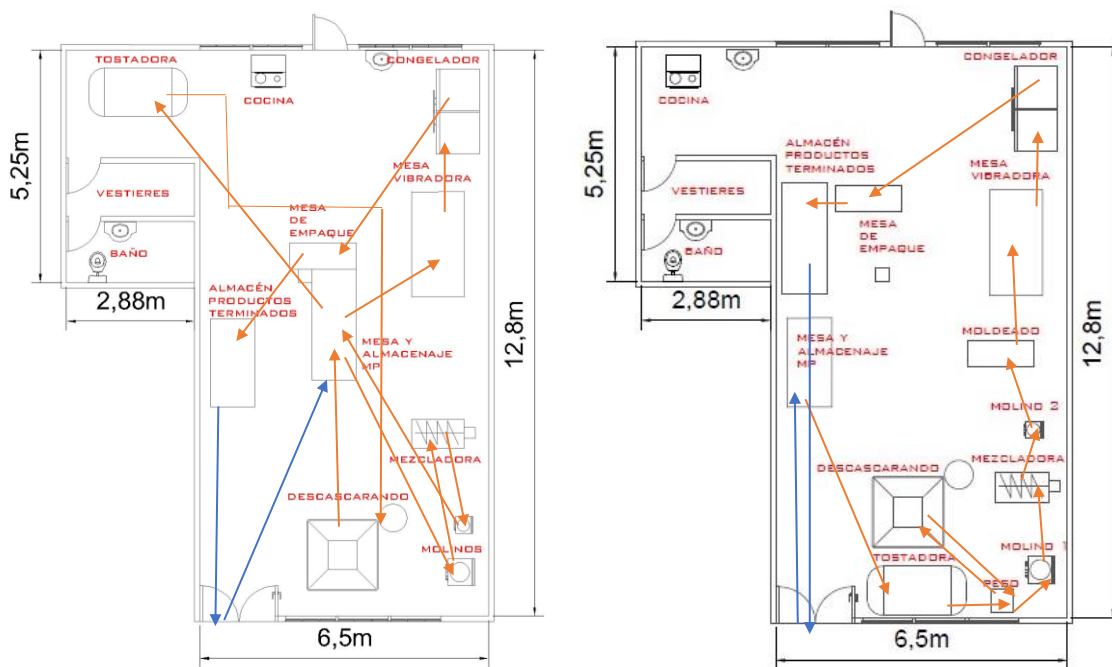 TOSTADORA
COCINA
CONGELADOR
5,25m
VESTIERES
MESA
VIBRADORA
MESA
DE
EMPAQUE
BAÑO
2,88m
ALMACÉN
PRODUCTOS
TERMINADOS
12,8m
MESA Y
ALMACENAJE
MP
MEZCLADORA
DESCASCARANDO
MOLINOS
6,5m
CONGELADOR
COCINA
5,25m
ALMACÉN
PRODUCTOS
TERMINADOS
MESA
VIBRADORA
VESTIERES
MESA
DE
EMPAQUE
BAÑO
2,88m
12,8m
MESA Y
ALMACENAJE
MP
MOLDEADO
MOLINO 2
MEZCLADORA
DESCASCARANDO
MOLINO 1
TOSTADORA
PESO
6,5m